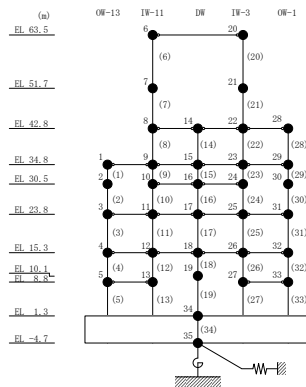 (m) OW-13 IW-11 DW IW-3 OW-1
EL 63.5 6 20
(6) (20)
EL 51.7 7 21
(7) (21)
EL 42.8 8 14 22 28
(8) (14) (22) (28)
EL 34.8 1 9 15 23 29
(1) (9) (15) (23) (29)
EL 30.5 2 10 16 24 30
(2) (10) (16) (24) (30)
EL 23.8 3 11 17 25 31
(3) (11) (17) (25) (31)
EL 15.3 4 12 18 26 32
(4) (12) (18) (26) (32)
EL 10.1 19
EL 8.8 5 13 27 33
(5) (13) (19) (27) (33)
EL 1.3 34
(34)
EL -4.7 35